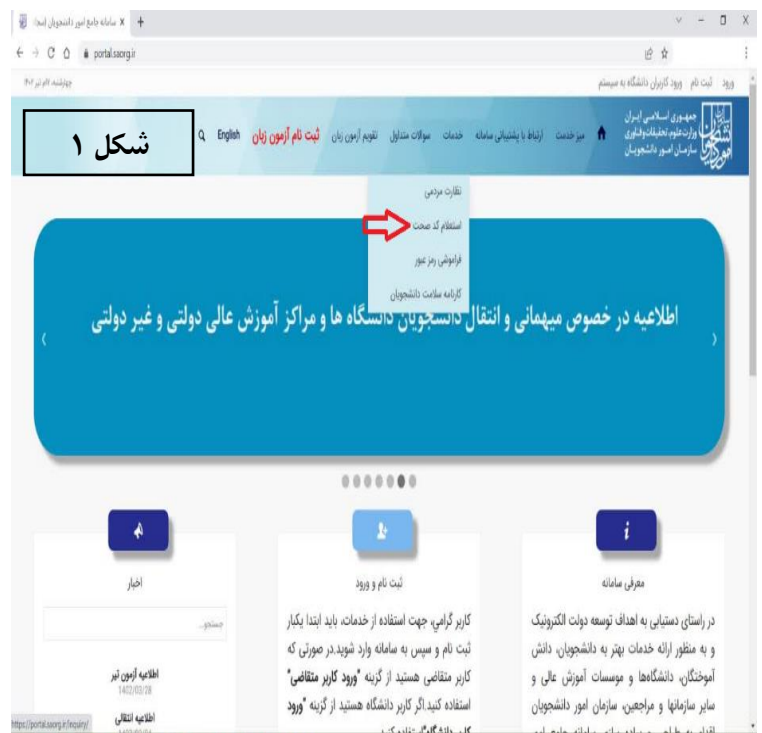 سامانه جامع امور دانشجویان (سجاد
portal.saorg.ir
ورود ثبت نام ورود کاربران دانشگاه به سیستم
جمهوری اسلامی ایران
وزارت علوم، تحقیقات و فناوری
سازمان امور دانشجویان
میز خدمت ارتباط با پشتیبانی سامانه خدمات سوالات متداول تقویم آزمون زبان ثبت نام آزمون زبان English
شکل ۱
نظارت مردمی
استعلام کد صحت
فراموشی رمز عبور
کارنامه سلامت دانشجویان
اطلاعیه در خصوص میهمانی و انتقال دانشجویان دانشگاه ها و مراکز آموزش عالی دولتی و غیر دولتی
معرفی سامانه
در راستای دستیابی به اهداف توسعه دولت الکترونیک
و به منظور ارائه خدمات بهتر به دانشجویان، دانش
آموختگان، دانشگاه‌ها و موسسات آموزش عالی و
سایر سازمانها و مراجعین، سازمان امور دانشجویان
ثبت نام و ورود
کاربر گرامي، جهت استفاده از خدمات، باید ابتدا یکبار
ثبت نام و سپس به سامانه وارد شوید.در صورتی که
کاربر متقاضی هستید از گزینه "ورود کاربر متقاضی"
استفاده کنید.اگر کاربر دانشگاه هستید از گزینه "ورود
اخبار
جستجو...
اطلاعیه آزمون تیر
1402/03/28
اطلاعیه انتقالی
https://portal.saorg.ir/inquiry/